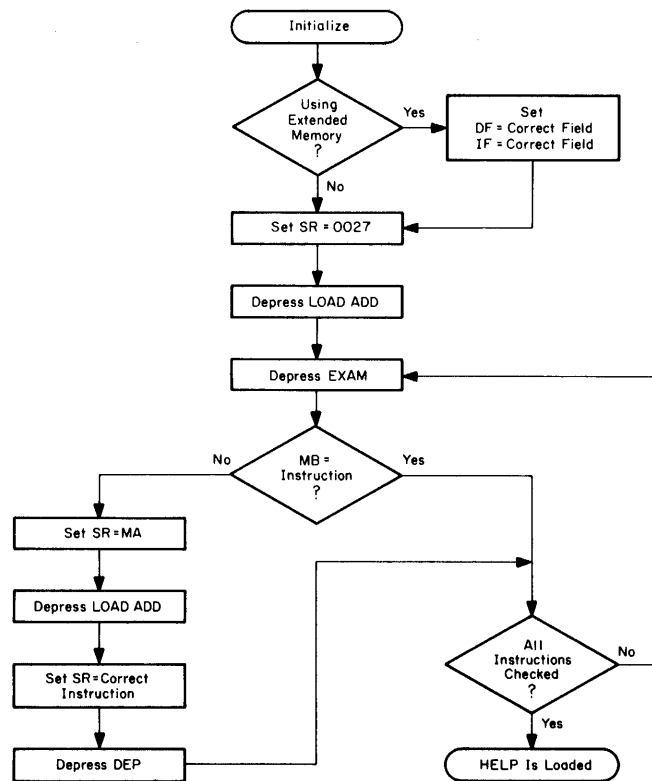 Initialize
Using
Extended
Memory
?
Yes
No
Set
DF = Correct Field
IF = Correct Field
Set SR = 0027
Depress LOAD ADD
Depress EXAM
MB =
Instruction
?
No
Yes
Set SR=MA
Depress LOAD ADD
Set SR=Correct
Instruction
Depress DEP
All
Instructions
Checked
?
No
Yes
HELP Is Loaded